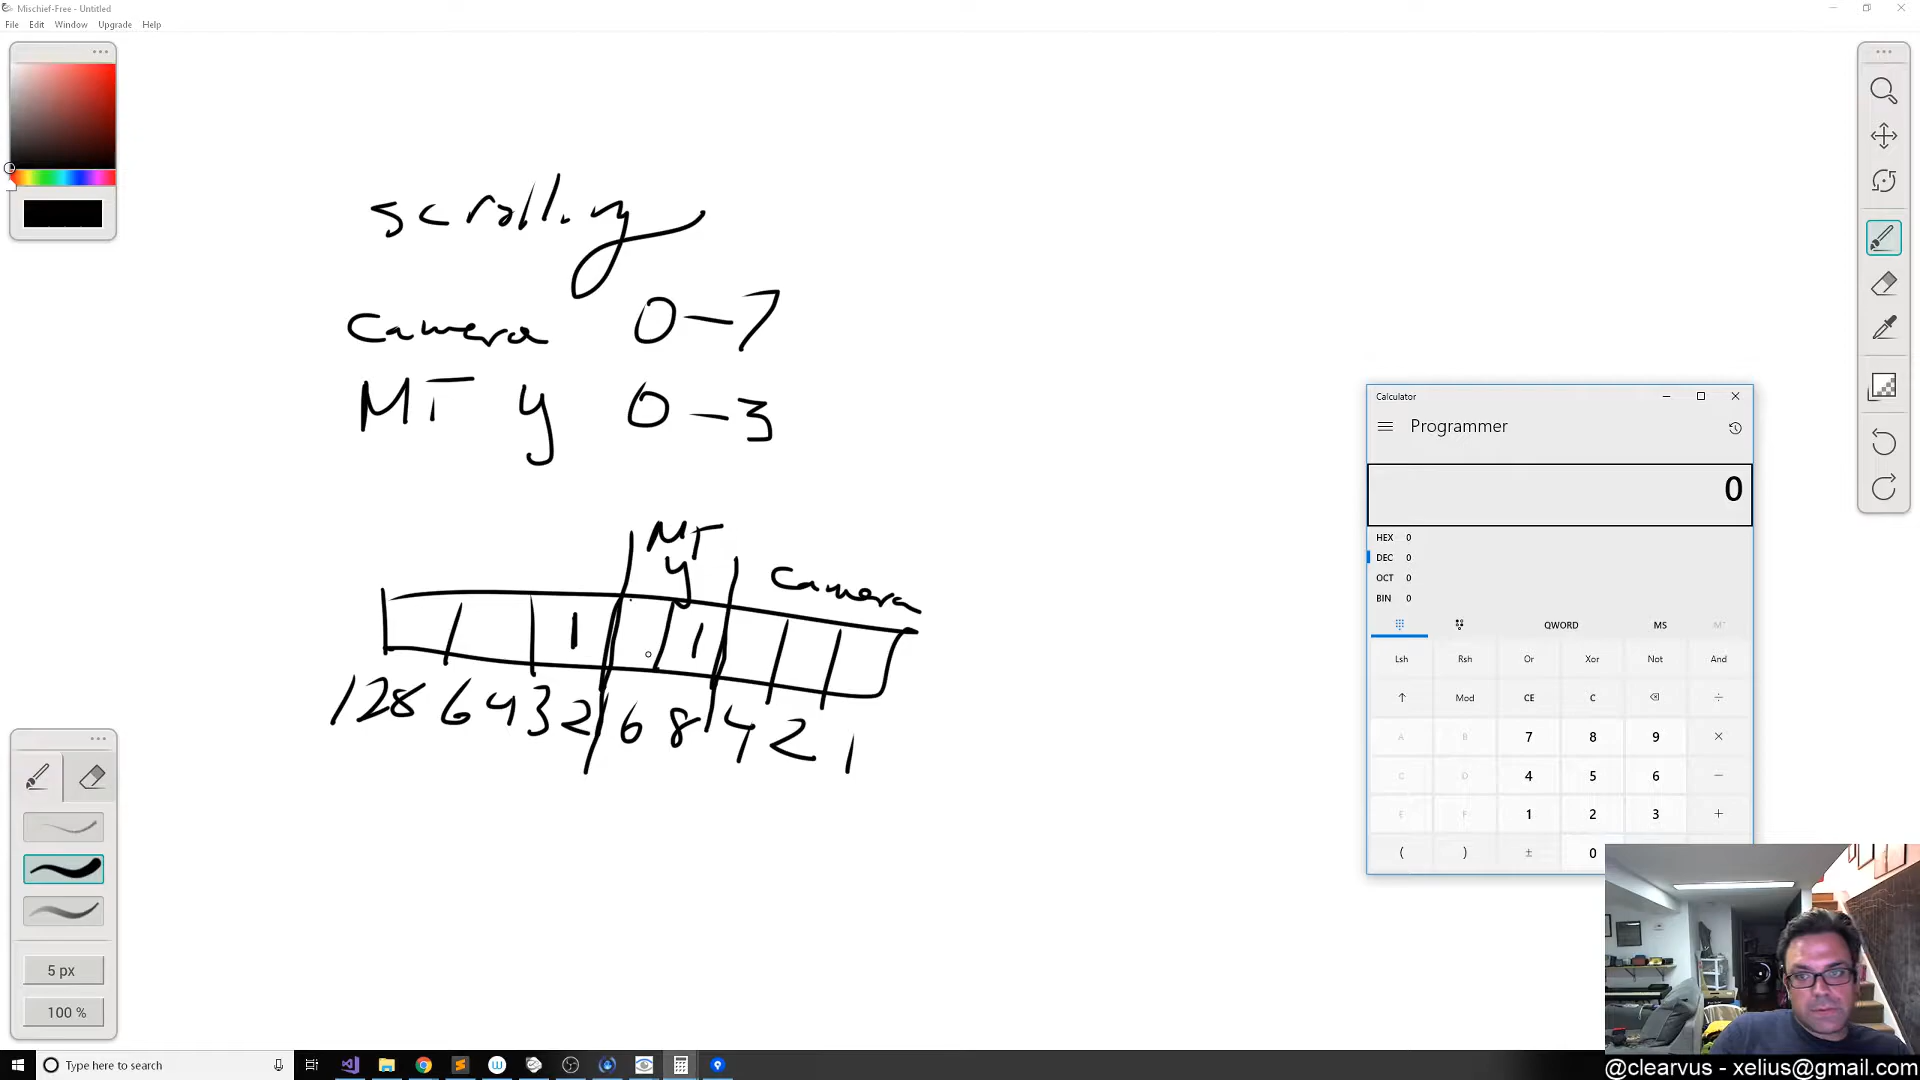 Mischief-Free - Untitled
File Edit Window Upgrade Help
scrolling
camera 0-7
MT y 0-3
MT
y
camera
1 1
128 64 32 16 8 4 2 1
5 px
100 %
Calculator
Programmer
0
HEX 0
DEC 0
OCT 0
BIN 0
QWORD MS M˅
Lsh Rsh Or Xor Not And
↑ Mod CE C ÷
A B 7 8 9 ×
C D 4 5 6 −
E F 1 2 3 +
( ) ± 0
Type here to search
@clearvus - xelius@gmail.com